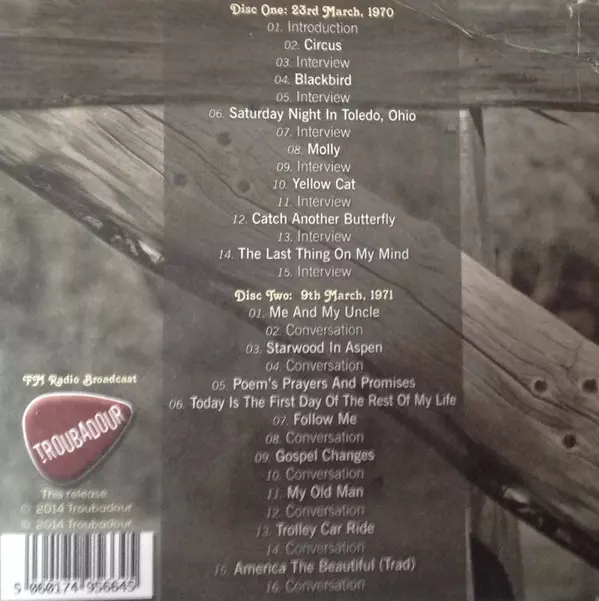 Disc One: 23rd March, 1970
01. Introduction
02. Circus
03. Interview
04. Blackbird
05. Interview
06. Saturday Night In Toledo, Ohio
07. Interview
08. Molly
09. Interview
10. Yellow Cat
11. Interview
12. Catch Another Butterfly
13. Interview
14. The Last Thing On My Mind
15. Interview
Disc Two: 9th March, 1971
01. Me And My Uncle
02. Conversation
03. Starwood In Aspen
04. Conversation
05. Poem's Prayers And Promises
06. Today Is The First Day Of The Rest Of My Life
07. Follow Me
08. Conversation
09. Gospel Changes
10. Conversation
11. My Old Man
12. Conversation
13. Trolley Car Ride
14. Conversation
15. America The Beautiful (Trad)
16. Conversation
FM Radio Broadcast
TROUBADOUR
This release
© 2014 Troubadour
© 2014 Troubadour
5 060174 956645